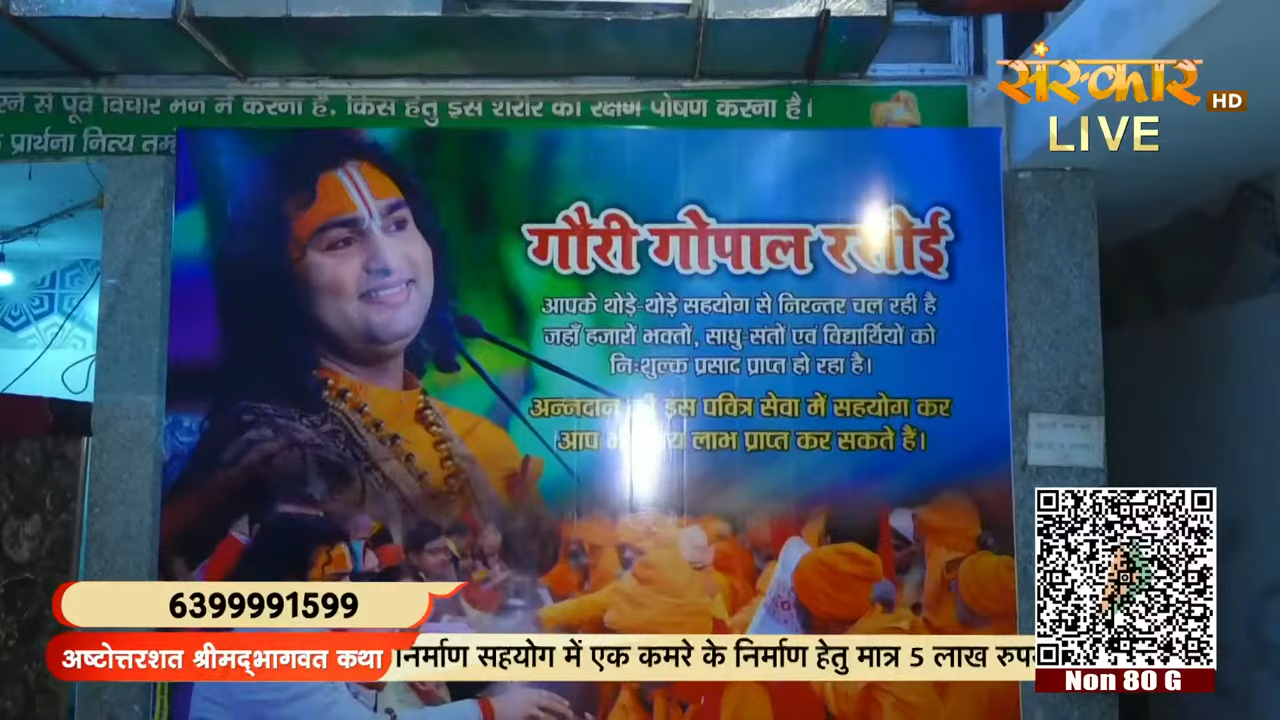 रने से पूर्व विचार मन में करना है, किस हेतु इस शरीर का रक्षण पोषण करना है।
प्रार्थना नित्य
संस्कार HD
LIVE
गौरी गोपाल रसोई
आपके थोड़े-थोड़े सहयोग से निरन्तर चल रही है
जहाँ हजारों भक्तों, साधु-संतों एवं विद्यार्थियों को
निःशुल्क प्रसाद प्राप्त हो रहा है।
अन्नदान की इस पवित्र सेवा में सहयोग कर
आप लाभ प्राप्त कर सकते हैं।
6399991599
अष्टोत्तरशत श्रीमद्भागवत कथा
निर्माण सहयोग में एक कमरे के निर्माण हेतु मात्र 5 लाख रुप
Non 80 G